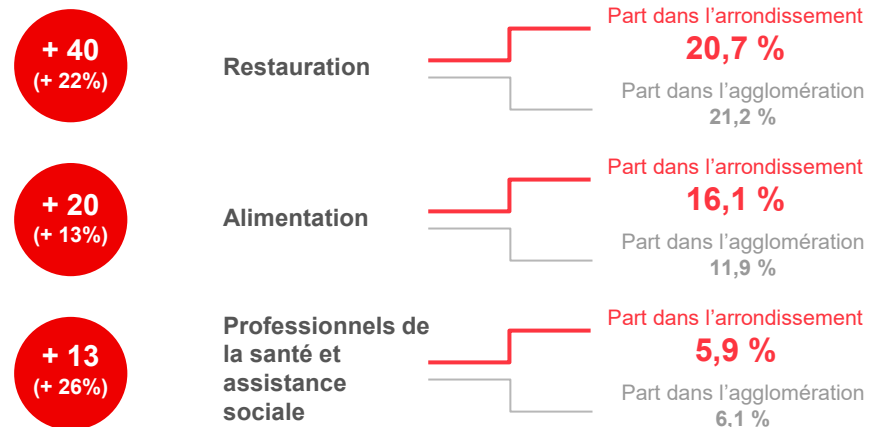 + 40
(+ 22%)
Restauration
Part dans l'arrondissement
20,7 %
Part dans l'agglomération
21,2 %
+ 20
(+ 13%)
Alimentation
Part dans l'arrondissement
16,1 %
Part dans l'agglomération
11,9 %
+ 13
(+ 26%)
Professionnels de
la santé et
assistance
sociale
Part dans l'arrondissement
5,9 %
Part dans l'agglomération
6,1 %